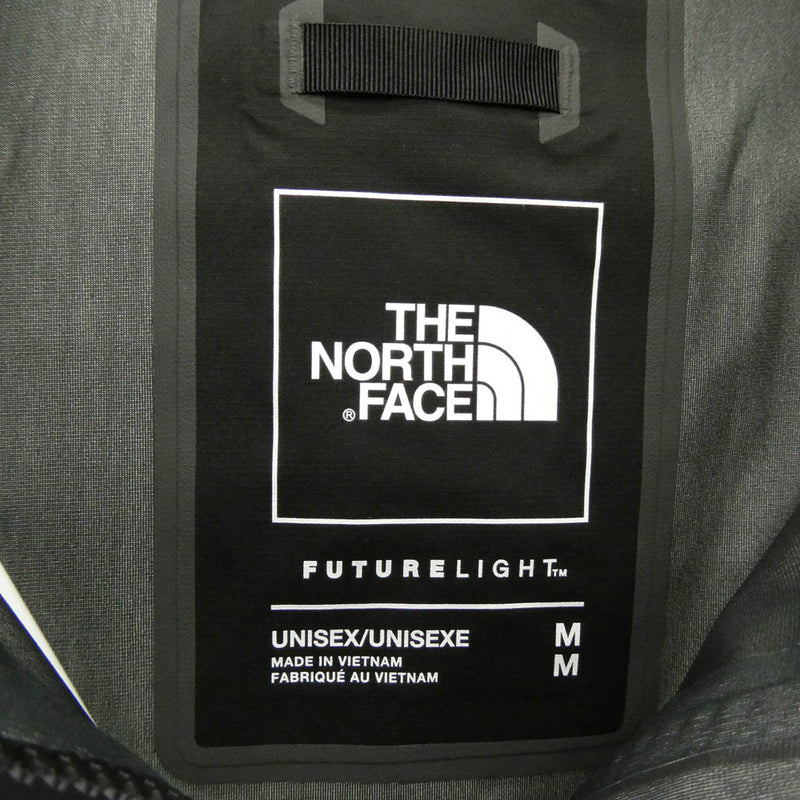 THE
NORTH
® FACE
FUTURELIGHT™
UNISEX/UNISEXE M
MADE IN VIETNAM M
FABRIQUÉ AU VIETNAM